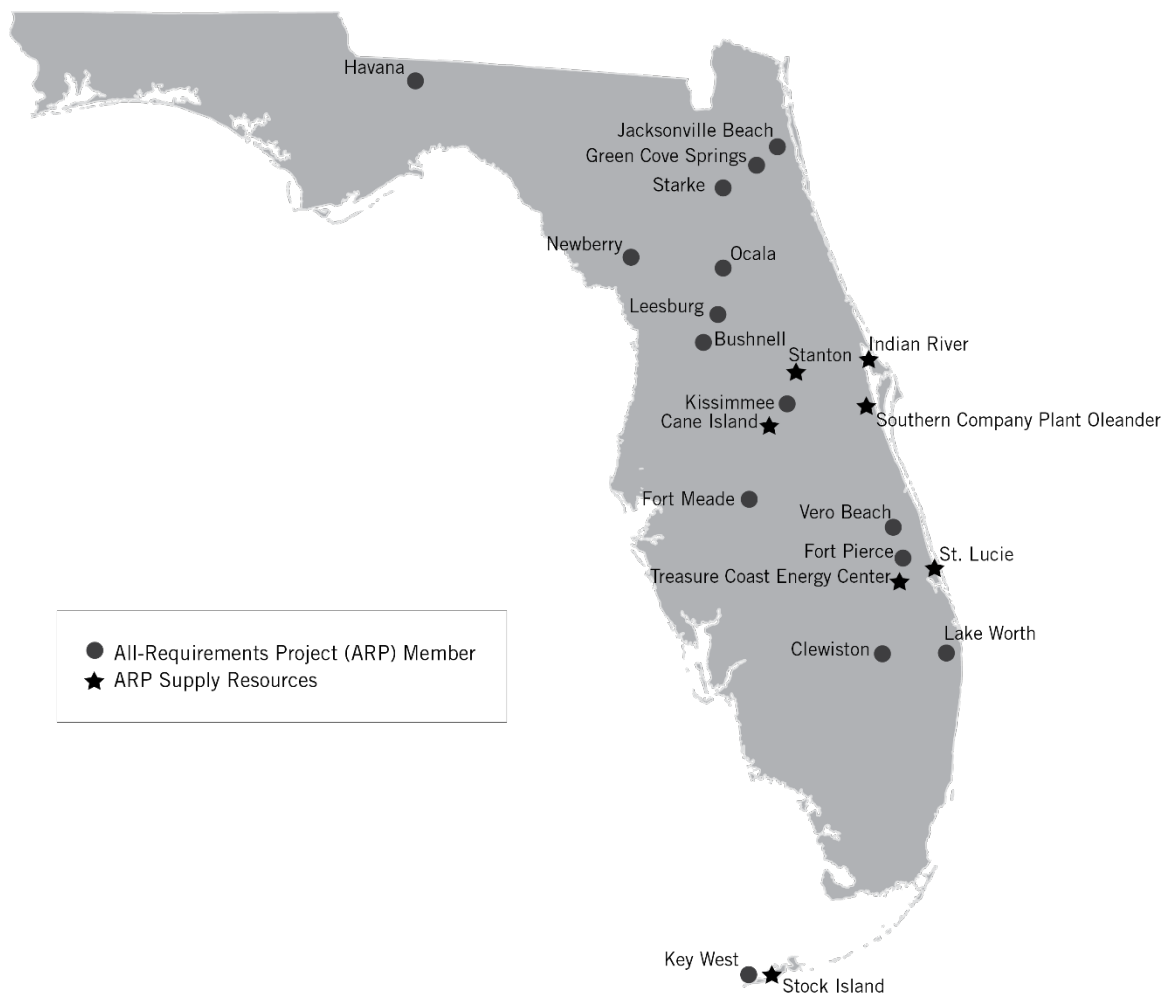 Havana
Jacksonville Beach
Green Cove Springs
Starke
Newberry
Ocala
Leesburg
Bushnell
Indian River
Stanton
Kissimmee
Southern Company Plant Oleander
Cane Island
Fort Meade
Vero Beach
Fort Pierce
St. Lucie
Treasure Coast Energy Center
Lake Worth
Clewiston
All-Requirements Project (ARP) Member
ARP Supply Resources
Key West
Stock Island